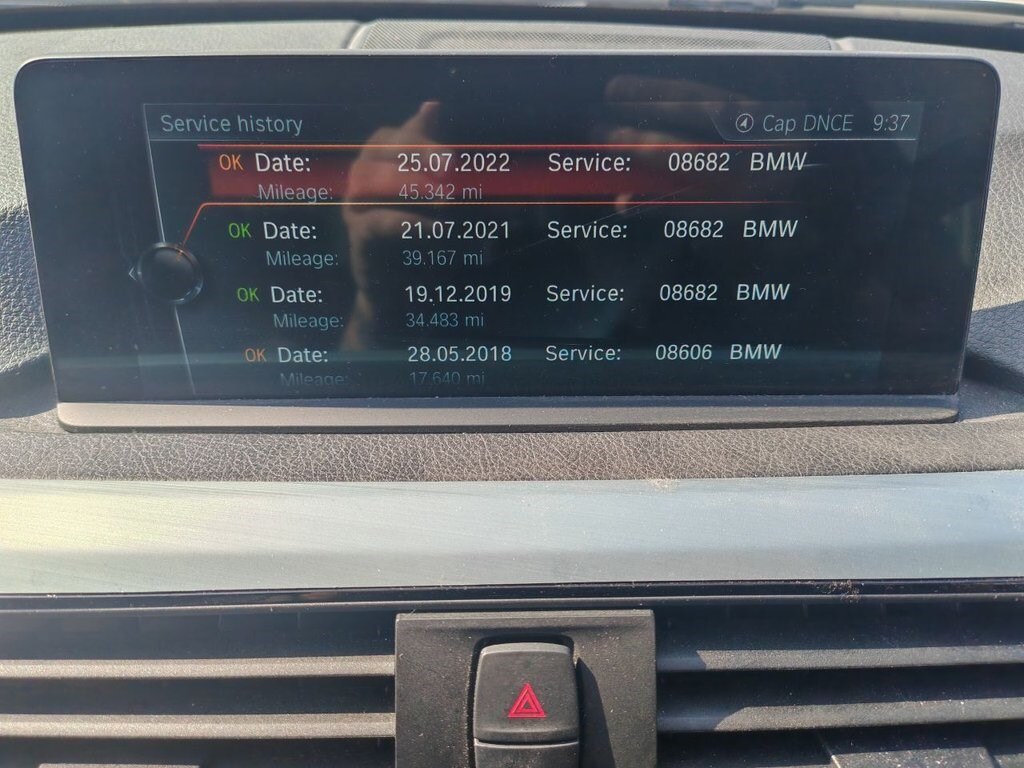 Service history Cap DNCE 9:37
OK Date: 25.07.2022 Service: 08682 BMW
Mileage: 45.342 mi
OK Date: 21.07.2021 Service: 08682 BMW
Mileage: 39.167 mi
OK Date: 19.12.2019 Service: 08682 BMW
Mileage: 34.483 mi
OK Date: 28.05.2018 Service: 08606 BMW
Mileage: 17.640 mi